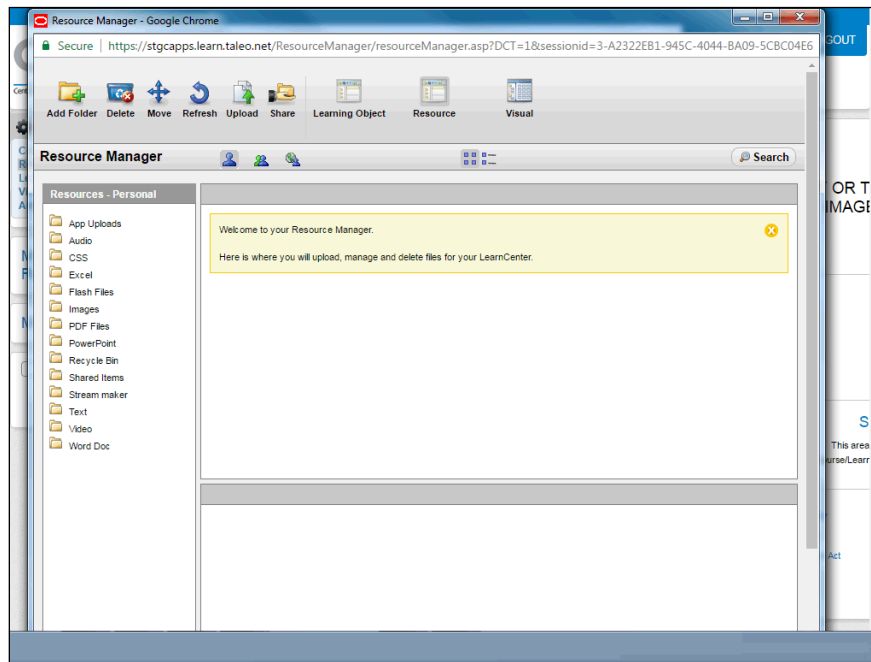 Resource Manager - Google Chrome
Secure | https://stgcapps.learn.taleo.net/ResourceManager/resourceManager.asp?DCT=1&sessionid=3-A2322EB1-945C-4044-BA09-5CBC04E6
GOUT
Add Folder Delete Move Refresh Upload Share Learning Object Resource Visual
Resource Manager
Search
Resources - Personal
OR T
IMAGE
App Uploads
Audio
CSS
Excel
Flash Files
Images
PDF Files
PowerPoint
Recycle Bin
Shared Items
Stream maker
Text
Video
Word Doc
Welcome to your Resource Manager.
Here is where you will upload, manage and delete files for your LearnCenter.
S
This area
urse/Learr
Act